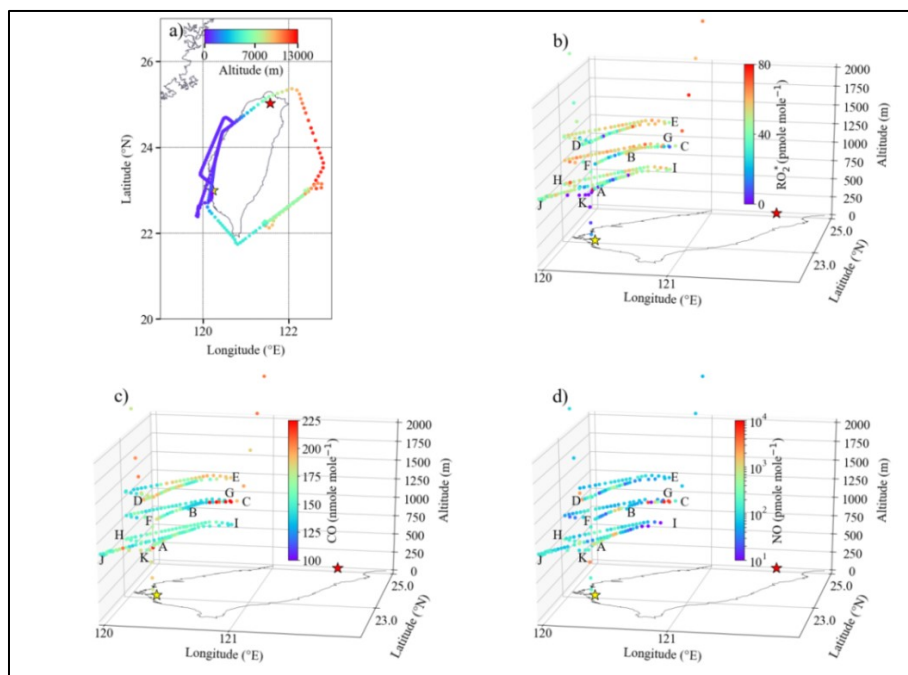 a)
0 7000 13000
Altitude (m)
26
24
22
20
Latitude (°N)
120 122
Longitude (°E)
b)
80
40
0
RO₂* (pmole mole⁻¹)
2000
1750
1500
1250
1000
750
500
250
0
Altitude (m)
E
D
G
C
B
F
I
H
A
J
K
25.0
23.0
Latitude (°N)
120
121
Longitude (°E)
c)
225
200
175
150
125
100
CO (nmole mole⁻¹)
2000
1750
1500
1250
1000
750
500
250
0
Altitude (m)
E
D
G
C
B
F
I
H
A
J
K
25.0
23.0
Latitude (°N)
120
121
Longitude (°E)
d)
10⁴
10³
10²
10¹
NO (pmole mole⁻¹)
2000
1750
1500
1250
1000
750
500
250
0
Altitude (m)
E
D
G
C
B
F
I
H
A
J
K
25.0
23.0
Latitude (°N)
120
121
Longitude (°E)